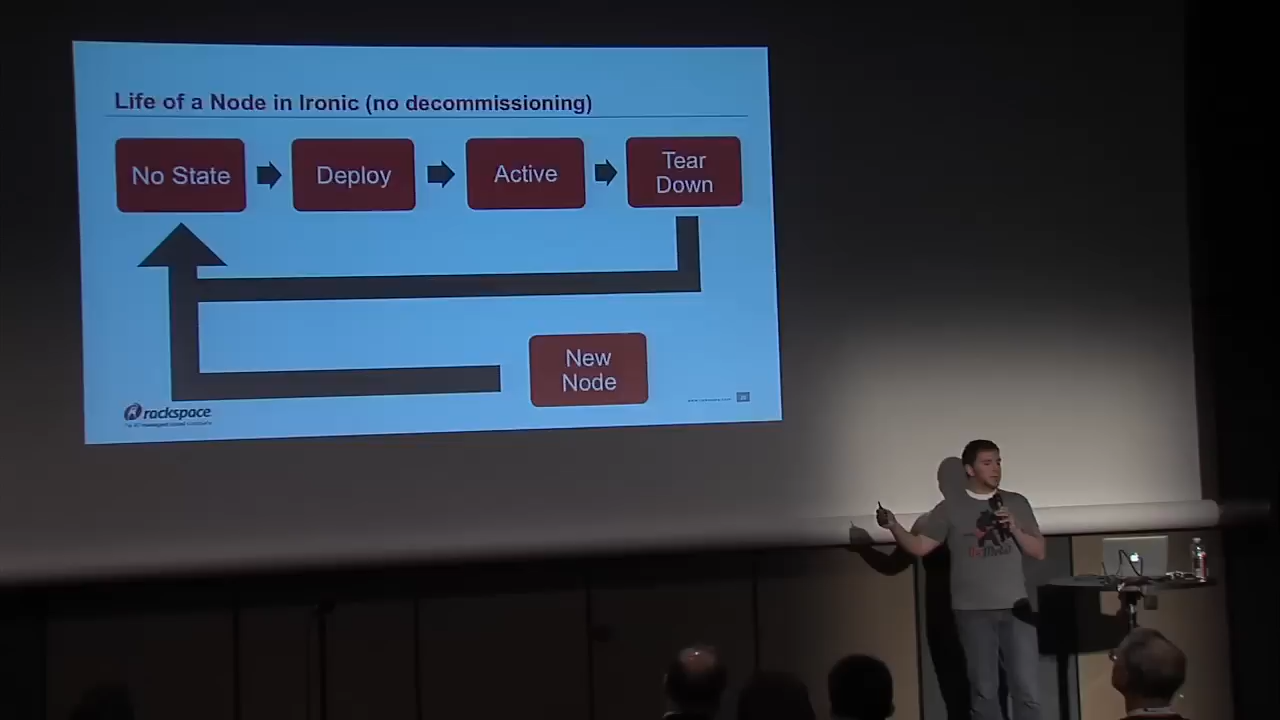 Life of a Node in Ironic (no decommissioning)
No State
Deploy
Active
Tear
Down
New
Node
rackspace